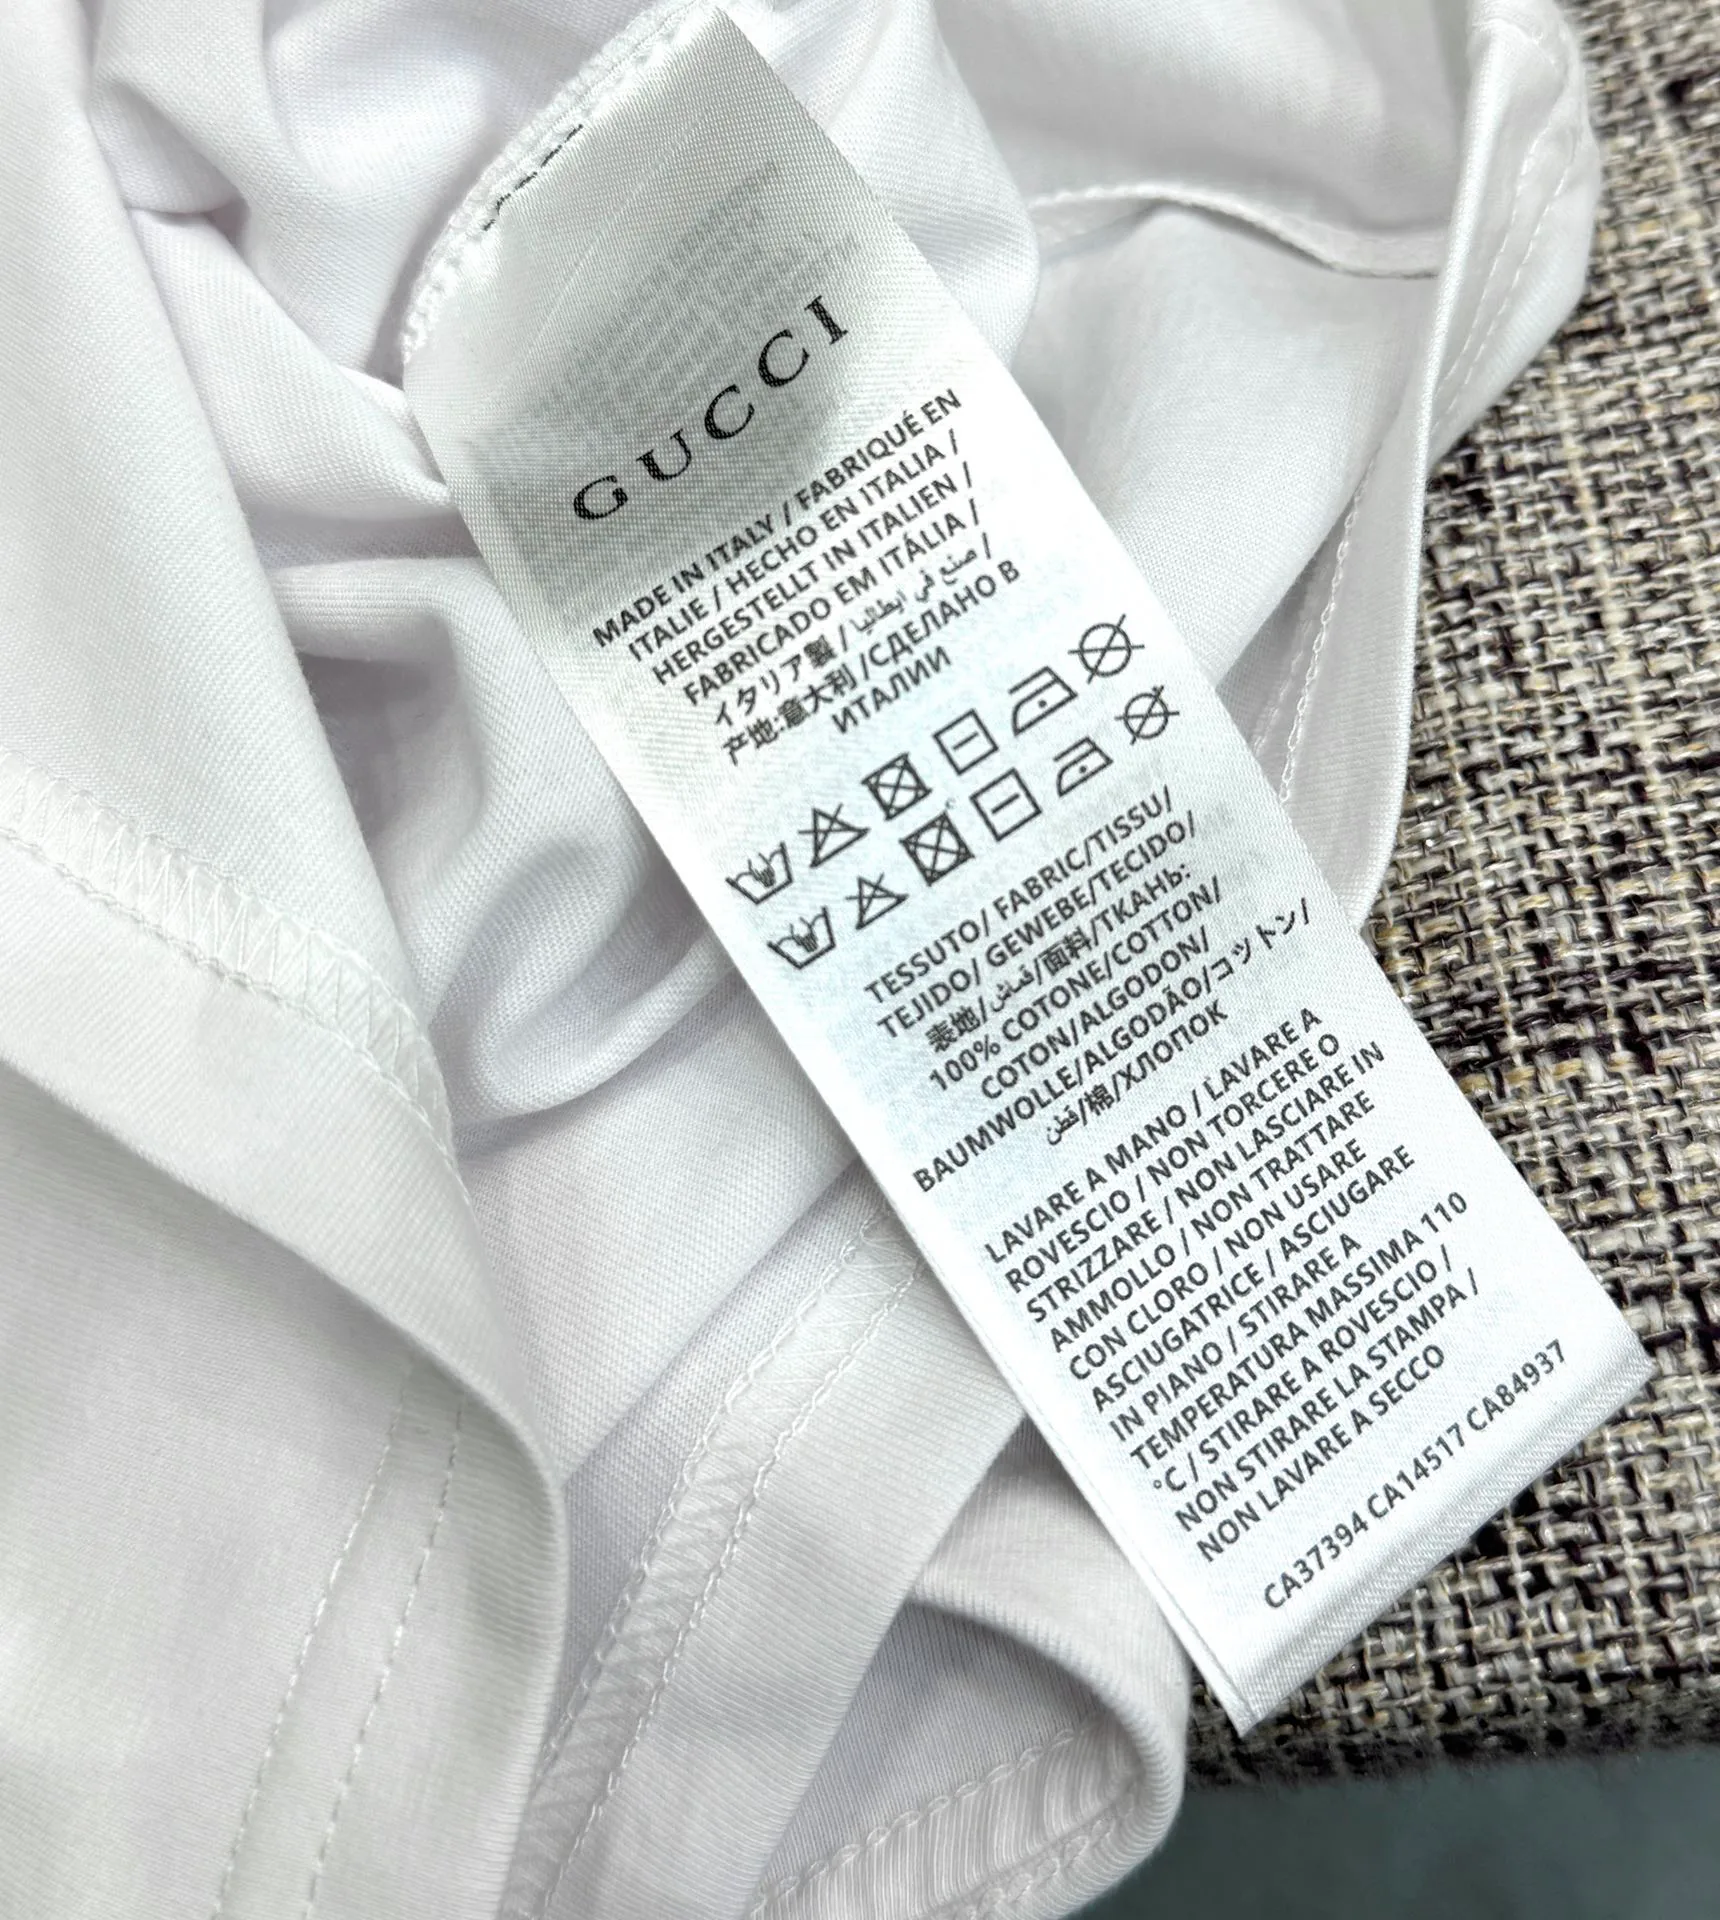 GUCCI
MADE IN ITALY / FABRIQUÉ EN
ITALIE / HECHO EN ITALIA /
HERGESTELLT IN ITALIEN /
FABRICADO EM ITÁLIA /
イタリア製 / صنع في ايطاليا /
产地:意大利 /СДЕЛАНО В
ИТАЛИИ
TESSUTO/ FABRIC/TISSU/
TEJIDO/ GEWEBE/TECIDO/
表地/قماش/面料/ТКАНЬ:
100% COTONE/COTTON/
COTON/ALGODON/
BAUMWOLLE/ALGODÃO/コットン/
قطن/棉/ХЛОПОК
LAVARE A MANO / LAVARE A
ROVESCIO / NON TORCERE O
STRIZZARE / NON LASCIARE IN
AMMOLLO / NON TRATTARE
CON CLORO / NON USARE
ASCIUGATRICE / ASCIUGARE
IN PIANO / STIRARE A
TEMPERATURA MASSIMA 110
°C / STIRARE A ROVESCIO /
NON STIRARE LA STAMPA /
NON LAVARE A SECCO
CA37394 CA14517 CA84937